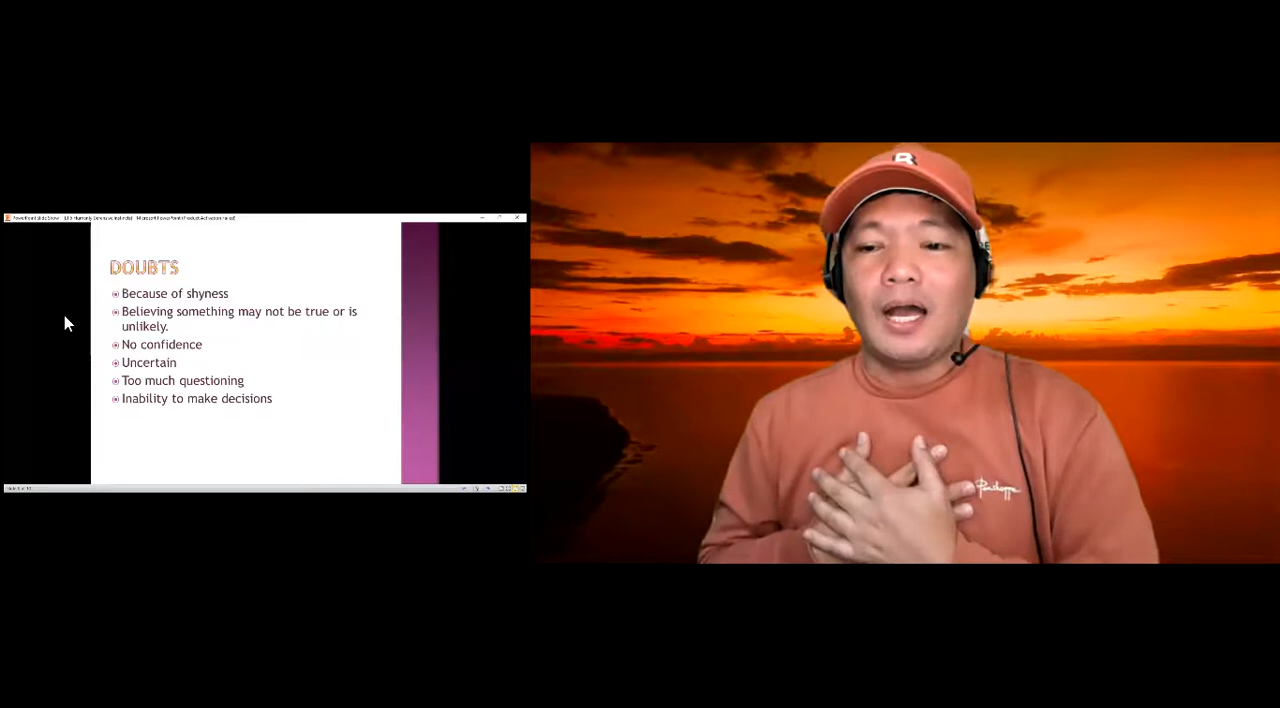 DOUBTS
Because of shyness
Believing something may not be true or is
unlikely.
No confidence
Uncertain
Too much questioning
Inability to make decisions
R
Penshoppe